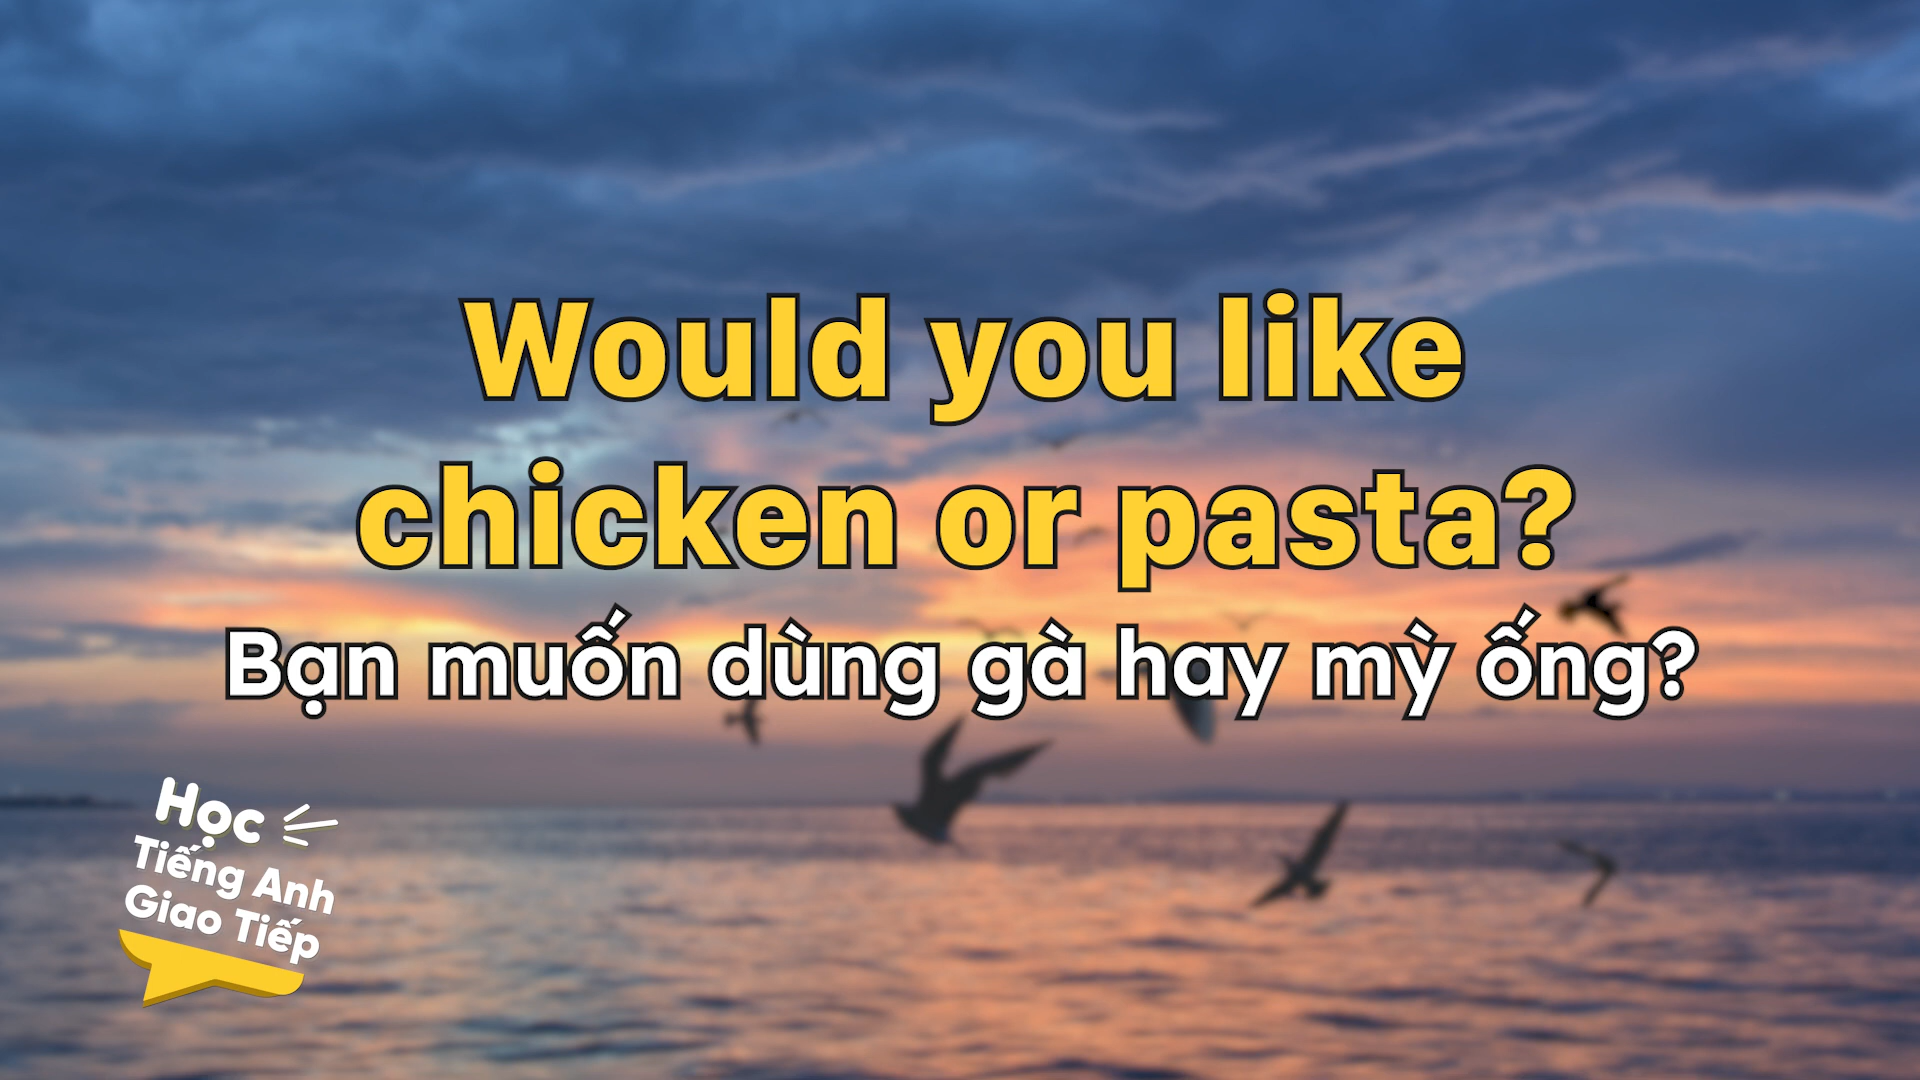 Would you like
chicken or pasta?
Bạn muốn dùng gà hay mỳ ống?
Học
Tiếng Anh
Giao Tiếp